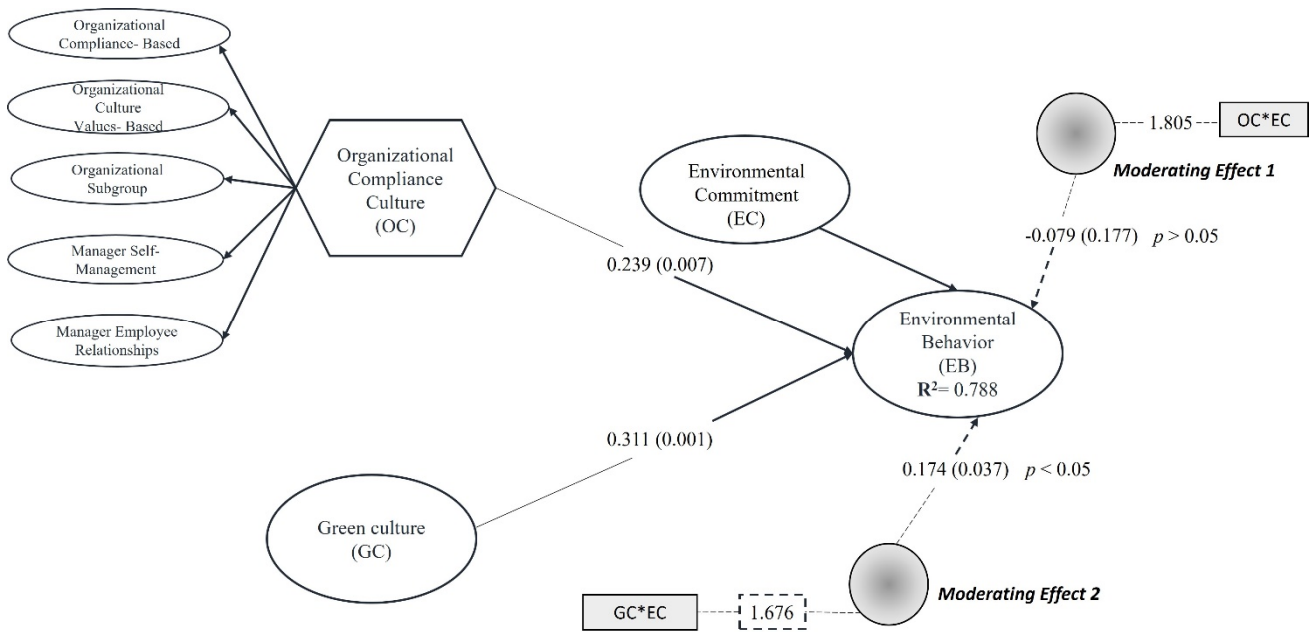 Organizational
Compliance- Based
Organizational
Culture
Values- Based
Organizational
Subgroup
Manager Self-
Management
Manager Employee
Relationships
Organizational
Compliance
Culture
(OC)
0.239 (0.007)
Environmental
Commitment
(EC)
1.805
OC*EC
Moderating Effect 1
-0.079 (0.177) p > 0.05
Environmental
Behavior
(EB)
R²= 0.788
0.311 (0.001)
Green culture
(GC)
0.174 (0.037) p < 0.05
Moderating Effect 2
GC*EC
1.676